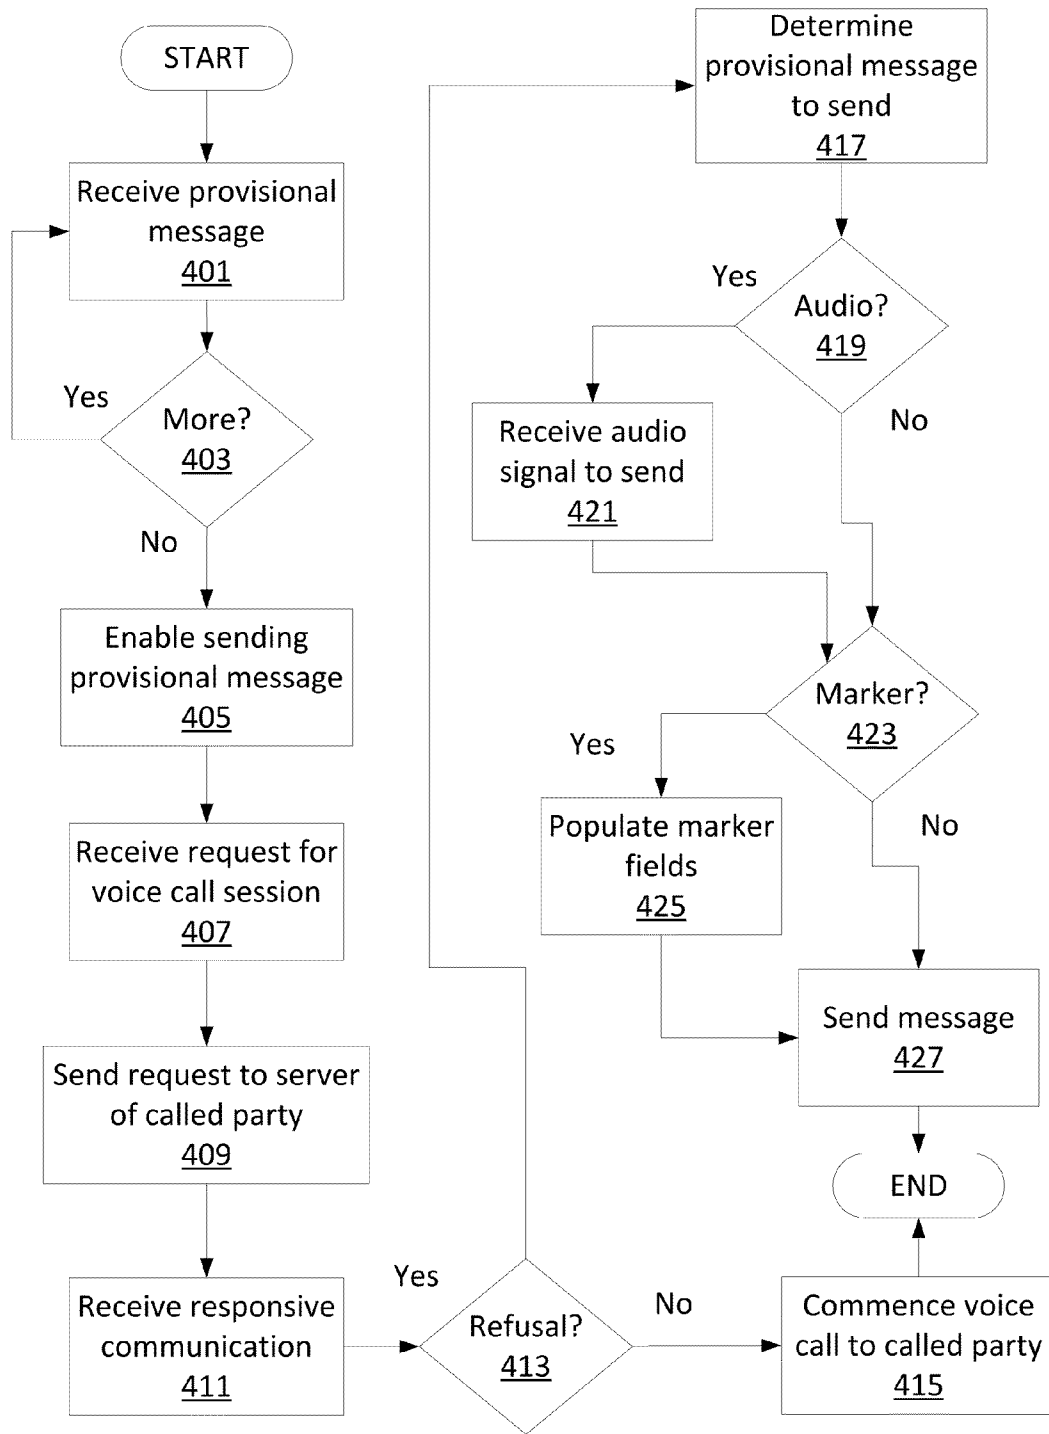 START
Receive provisional
message
401
Yes
More?
403
No
Enable sending
provisional message
405
Receive request for
voice call session
407
Send request to server
of called party
409
Receive responsive
communication
411
Yes
Refusal?
413
No
Commence voice
call to called party
415
Determine
provisional message
to send
417
Yes
Audio?
419
No
Receive audio
signal to send
421
Marker?
423
Yes
No
Populate marker
fields
425
Send message
427
END